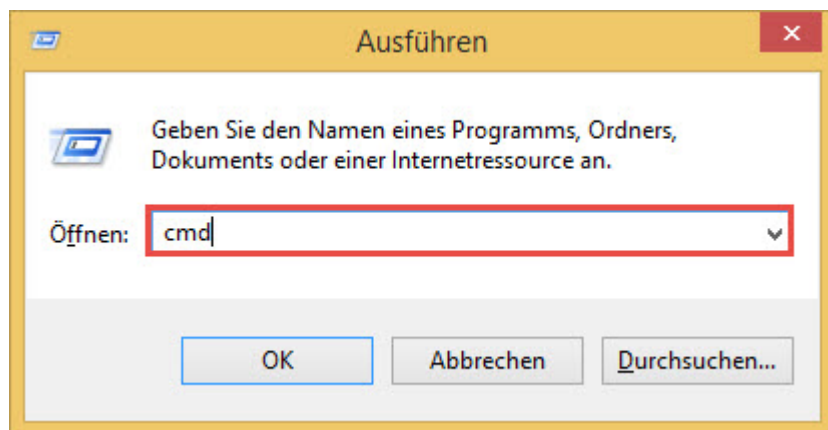 Ausführen
Geben Sie den Namen eines Programms, Ordners,
Dokuments oder einer Internetressource an.
Öffnen: cmd
OK Abbrechen Durchsuchen...